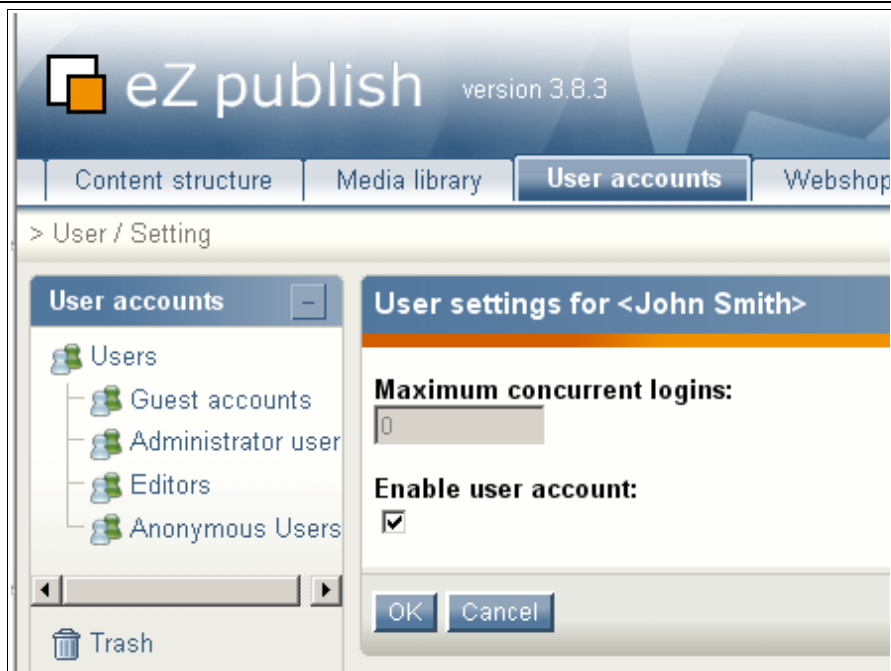 eZ publish version 3.8.3
Content structure Media library User accounts Webshop
> User / Setting
User accounts
Users
Guest accounts
Administrator user
Editors
Anonymous Users
Trash
User settings for <John Smith>
Maximum concurrent logins:
0
Enable user account:
OK Cancel